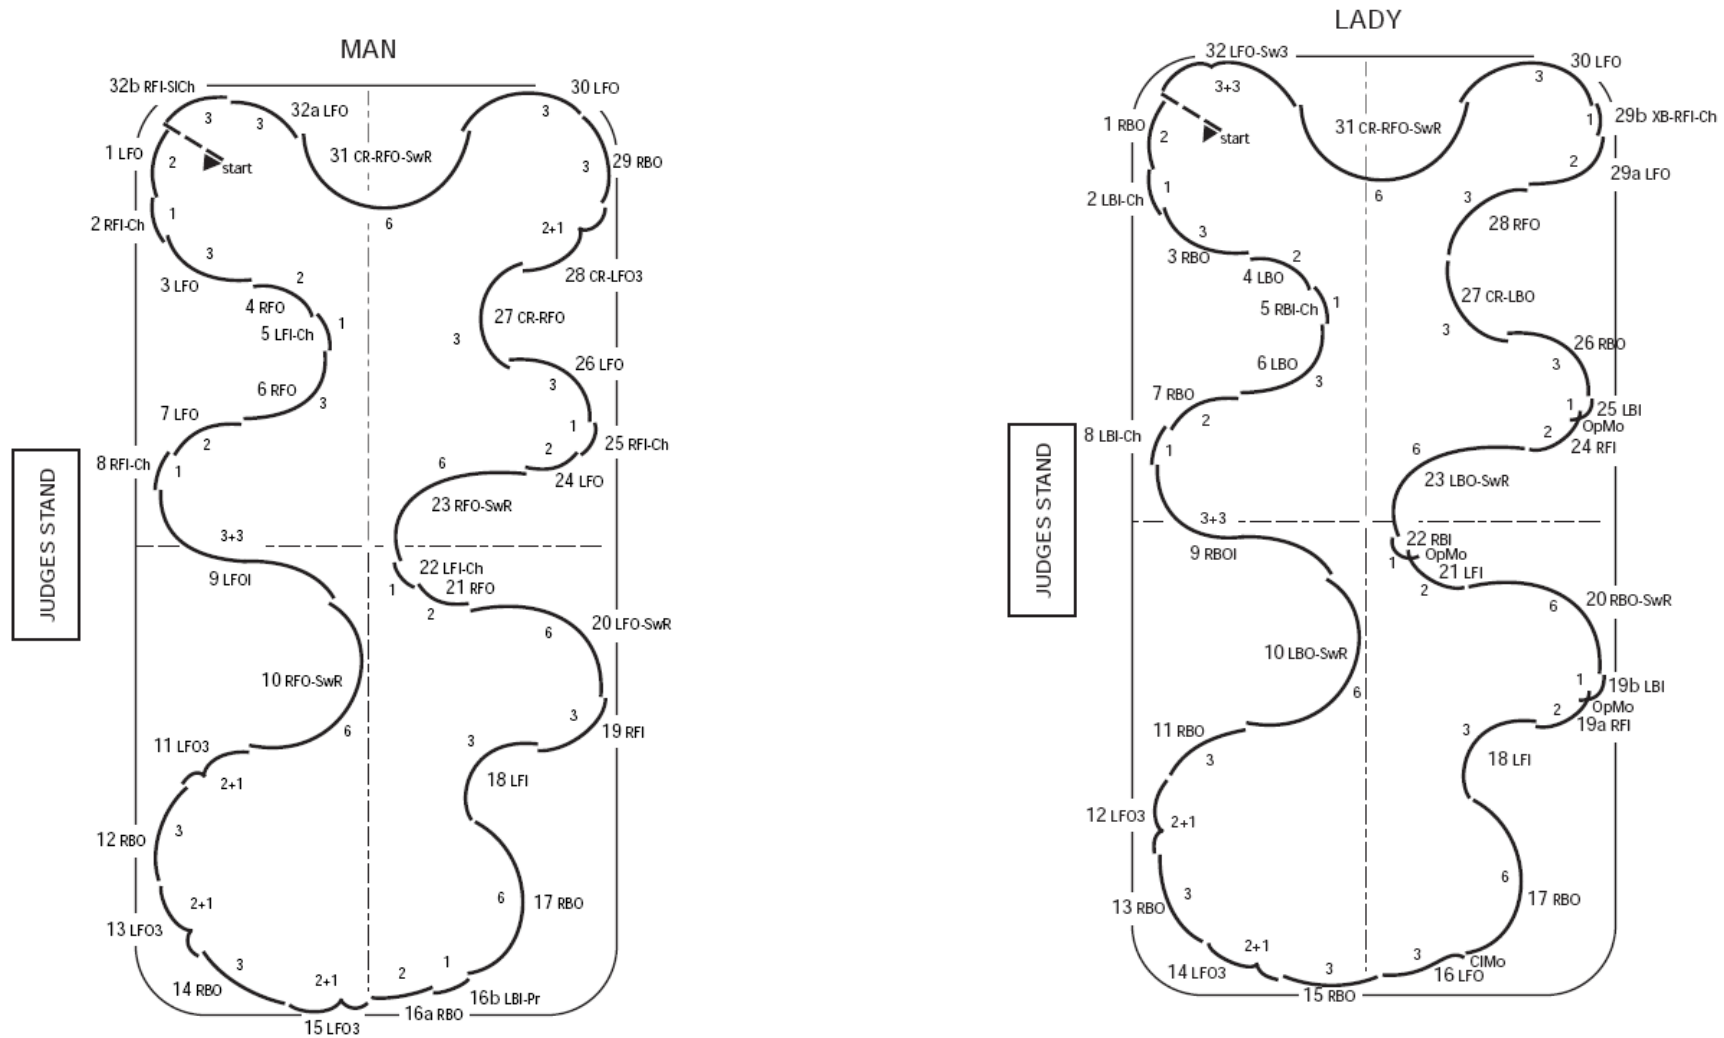 MAN
32b RFI-SlCh
32a LFO
3
3
30 LFO
3
1 LFO
2
start
31 CR-RFO-SwR
6
29 RBO
3
2 RFI-Ch
1
3 LFO
3
2+1
28 CR-LFO3
4 RFO
2
5 LFI-Ch
1
27 CR-RFO
3
6 RFO
3
26 LFO
3
7 LFO
2
8 RFI-Ch
1
1
25 RFI-Ch
2
24 LFO
6
23 RFO-SwR
JUDGES STAND
3+3
9 LFOI
22 LFI-Ch
1
21 RFO
2
20 LFO-SwR
6
10 RFO-SwR
6
19 RFI
3
11 LFO3
2+1
3
18 LFI
12 RBO
3
13 LFO3
2+1
17 RBO
6
14 RBO
3
15 LFO3
2+1
2
16a RBO
1
16b LBI-Pr
LADY
32 LFO-Sw3
3+3
30 LFO
3
1 RBO
2
start
31 CR-RFO-SwR
6
1
29b XB-RFI-Ch
2
29a LFO
2 LBI-Ch
1
3 RBO
3
3
28 RFO
4 LBO
2
5 RBI-Ch
1
27 CR-LBO
3
6 LBO
3
26 RBO
3
7 RBO
2
8 LBI-Ch
1
1
25 LBI
OpMo
2
24 RFI
6
23 LBO-SwR
JUDGES STAND
3+3
9 RBOI
22 RBI
OpMo
1
21 LFI
2
20 RBO-SwR
6
10 LBO-SwR
6
1
19b LBI
OpMo
2
19a RFI
11 RBO
3
3
18 LFI
12 LFO3
2+1
13 RBO
3
17 RBO
6
14 LFO3
2+1
15 RBO
3
3
ClMo
16 LFO